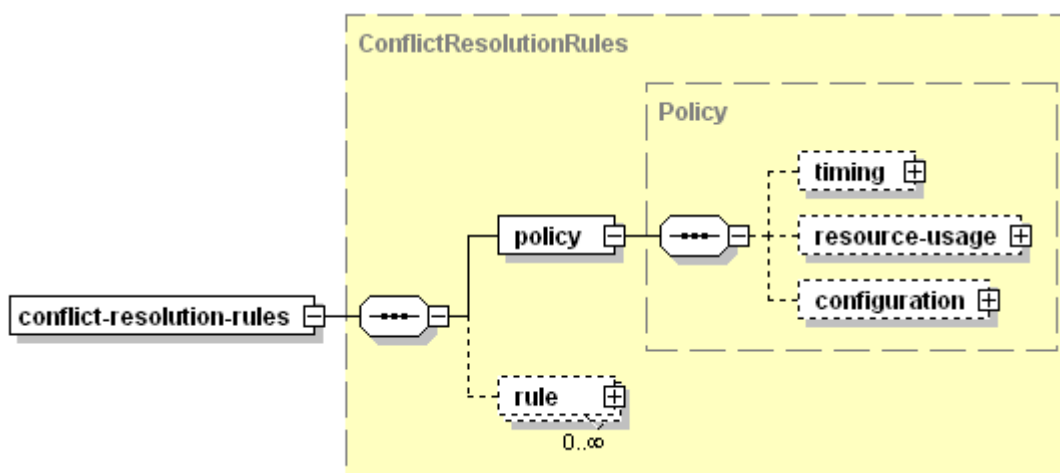 ConflictResolutionRules
Policy
timing
policy
resource-usage
configuration
conflict-resolution-rules
rule
0..∞